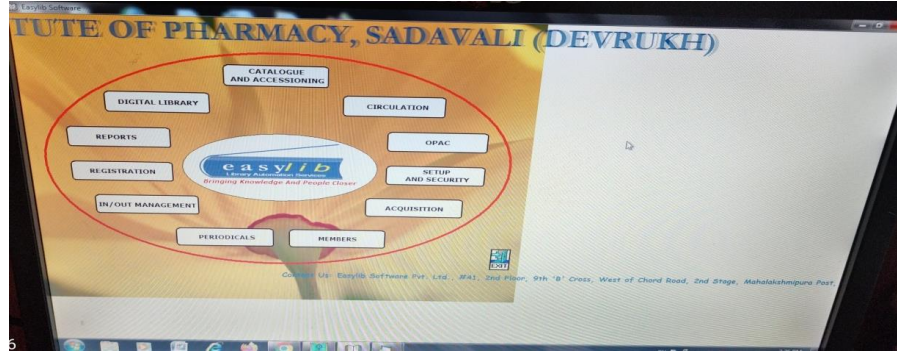 Easylib Software
TUTE OF PHARMACY, SADAVALI (DEVRUKH)
CATALOGUE
AND ACCESSIONING
DIGITAL LIBRARY
CIRCULATION
REPORTS
OPAC
easylib
Library Automation Services
Bringing Knowledge And People Closer
REGISTRATION
SETUP
AND SECURITY
IN/OUT MANAGEMENT
ACQUISITION
PERIODICALS
MEMBERS
EXIT
Contact Us: Easylib Software Pvt. Ltd., #41, 2nd Floor, 9th 'B' Cross, West of Chord Road, 2nd Stage, Mahalakshmipura Post,
6